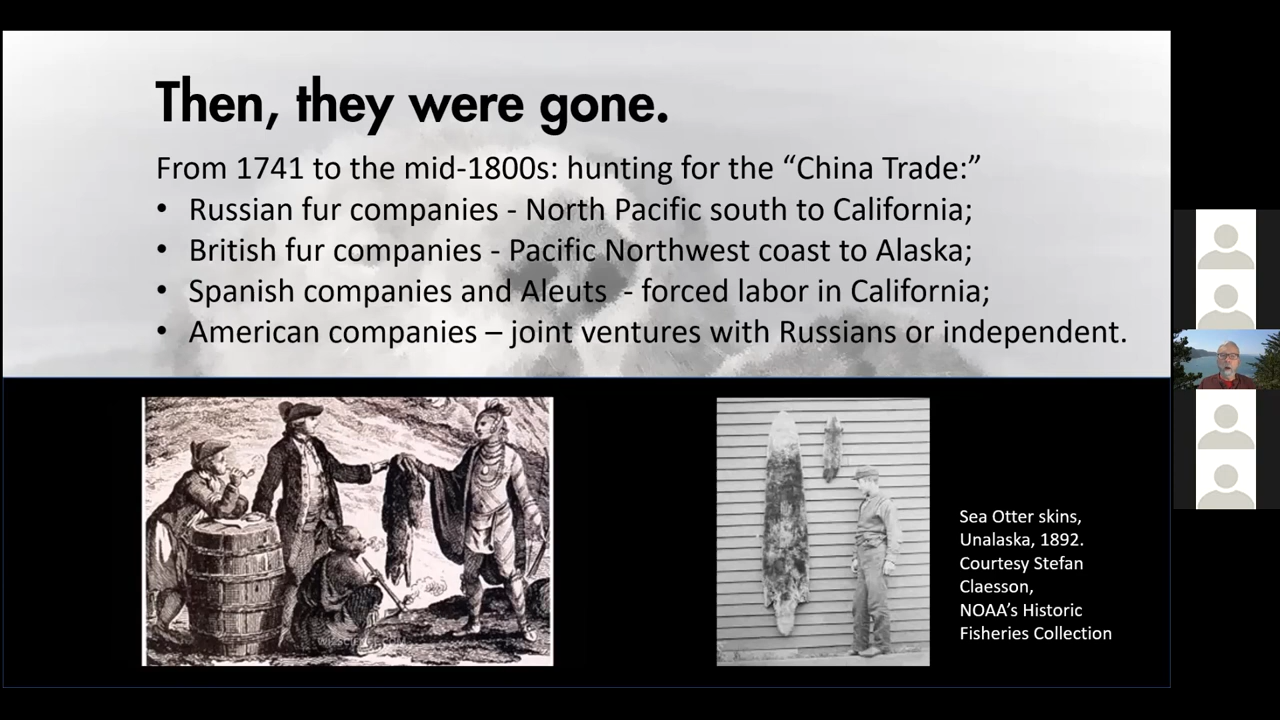 Then, they were gone.
From 1741 to the mid-1800s: hunting for the “China Trade:”
• Russian fur companies - North Pacific south to California;
• British fur companies - Pacific Northwest coast to Alaska;
• Spanish companies and Aleuts  - forced labor in California;
• American companies – joint ventures with Russians or independent.
Sea Otter skins,
Unalaska, 1892.
Courtesy Stefan
Claesson,
NOAA’s Historic
Fisheries Collection